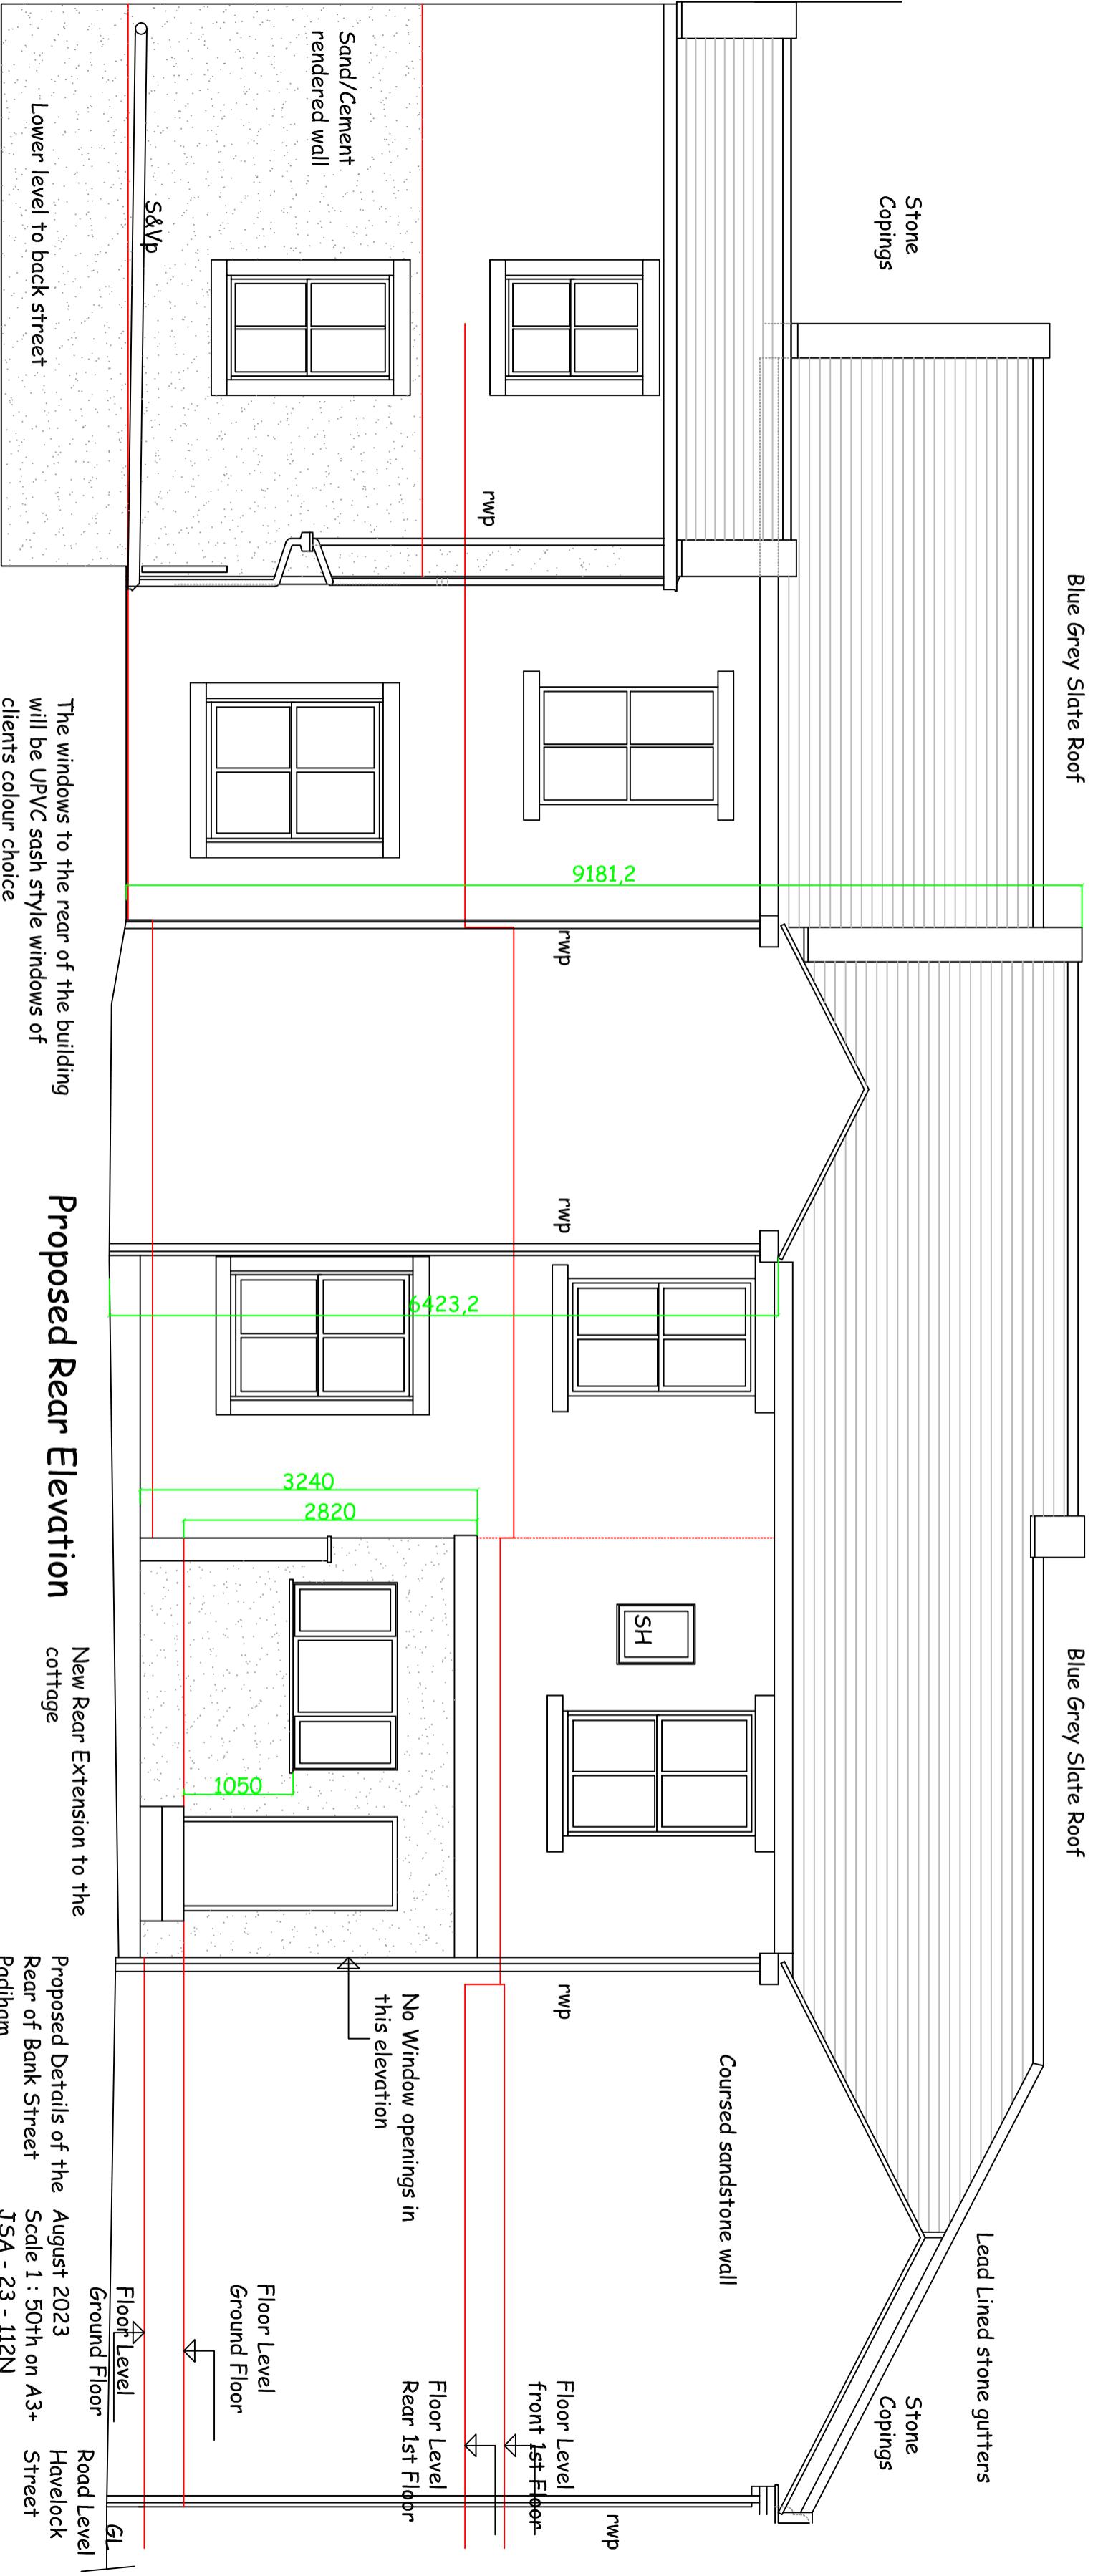 Stone
Copings
Blue Grey Slate Roof
Blue Grey Slate Roof
Lead Lined stone gutters
Stone
Copings
Sand/Cement
rendered wall
S&Vp
Lower level to back street
rwp
9181,2
rwp
rwp
6423,2
3240
2820
SH
1050
rwp
Coursed sandstone wall
No Window openings in
this elevation
Floor Level
front 1st Floor
Floor Level
Rear 1st Floor
Floor Level
Ground Floor
Floor Level
Ground Floor
rwp
GL
Road Level
Havelock
Street
The windows to the rear of the building
will be UPVC sash style windows of
clients colour choice
Proposed Rear Elevation
New Rear Extension to the
cottage
Proposed Details of the
Rear of Bank Street
Padiham
August 2023
Scale 1 : 50th on A3+
JSA - 23 - 112N